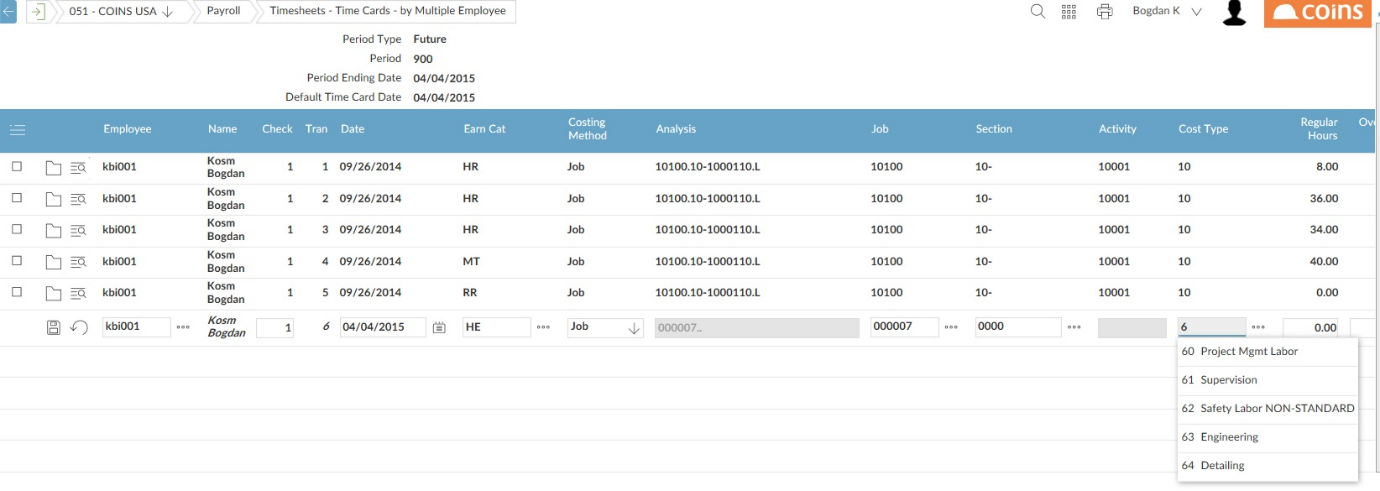 051 - COINS USA Payroll Timesheets - Time Cards - by Multiple Employee Bogdan K coins
Period Type Future
Period 900
Period Ending Date 04/04/2015
Default Time Card Date 04/04/2015
Employee Name Check Tran Date Earn Cat Costing Method Analysis Job Section Activity Cost Type Regular Hours
kbi001 Kosm Bogdan 1 1 09/26/2014 HR Job 10100.10-1000110.L 10100 10- 10001 10 8.00
kbi001 Kosm Bogdan 1 2 09/26/2014 HR Job 10100.10-1000110.L 10100 10- 10001 10 36.00
kbi001 Kosm Bogdan 1 3 09/26/2014 HR Job 10100.10-1000110.L 10100 10- 10001 10 34.00
kbi001 Kosm Bogdan 1 4 09/26/2014 MT Job 10100.10-1000110.L 10100 10- 10001 10 40.00
kbi001 Kosm Bogdan 1 5 09/26/2014 RR Job 10100.10-1000110.L 10100 10- 10001 10 0.00
kbi001 Kosm Bogdan 1 6 04/04/2015 HE Job 000007.. 000007 0000 6 0.00
60 Project Mgmt Labor
61 Supervision
62 Safety Labor NON-STANDARD
63 Engineering
64 Detailing